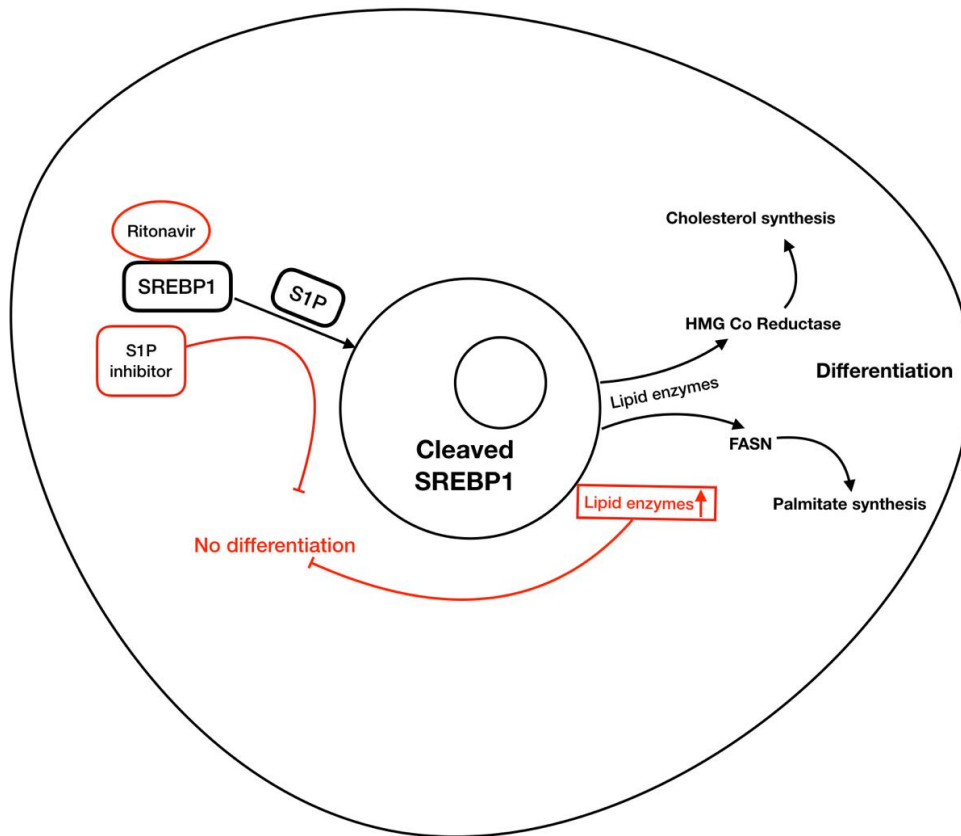 Ritonavir
SREBP1
S1P
S1P
inhibitor
Cleaved
SREBP1
No differentiation
Lipid enzymes
Lipid enzymes
HMG Co Reductase
Cholesterol synthesis
Differentiation
FASN
Palmitate synthesis